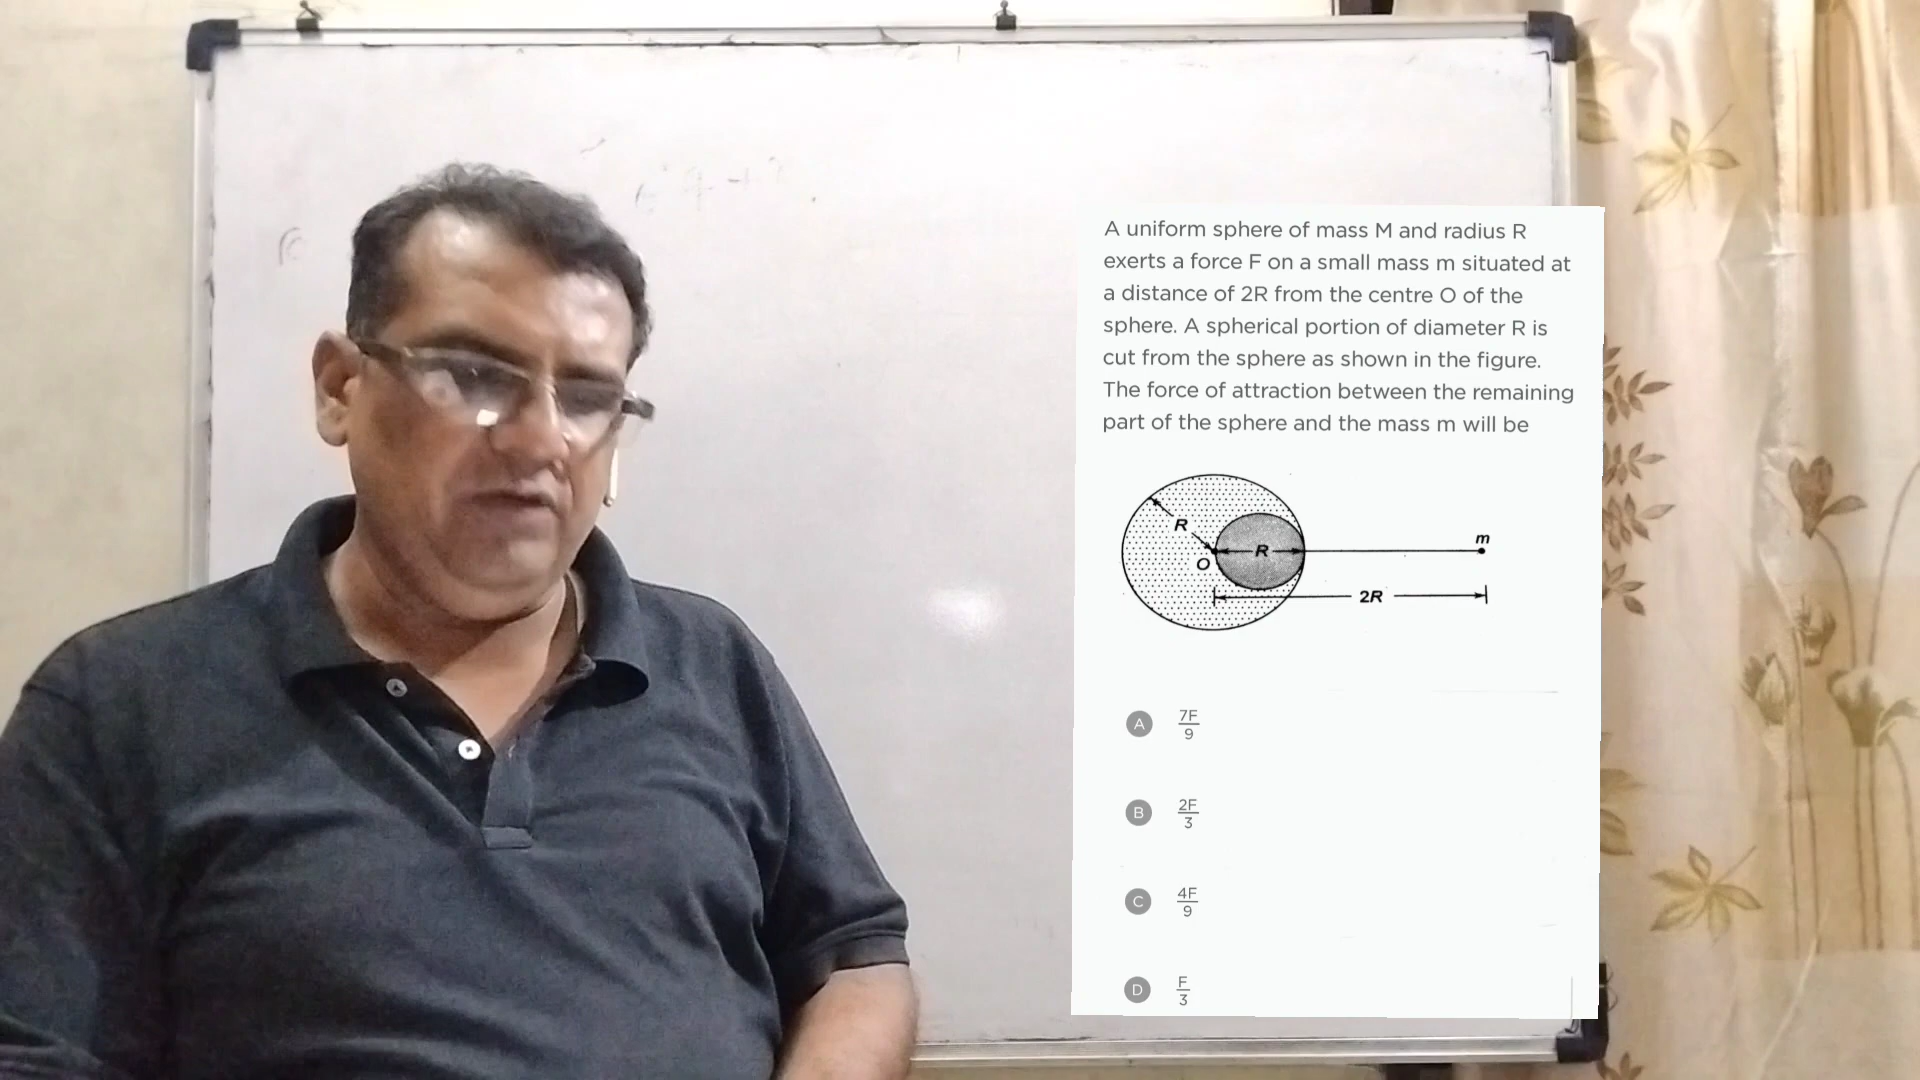 A uniform sphere of mass M and radius R
exerts a force F on a small mass m situated at
a distance of 2R from the centre O of the
sphere. A spherical portion of diameter R is
cut from the sphere as shown in the figure.
The force of attraction between the remaining
part of the sphere and the mass m will be
R
R
O
m
2R
A 7F/9
B 2F/3
C 4F/9
D F/3